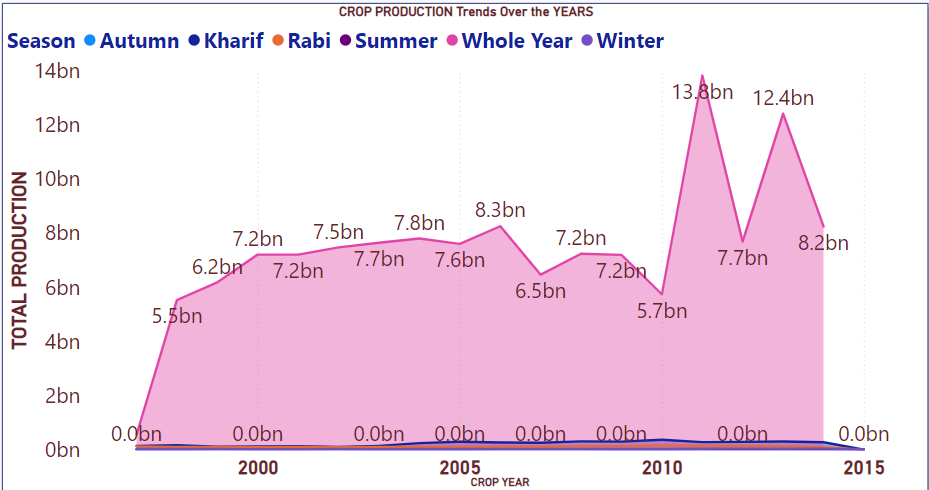 CROP PRODUCTION Trends Over the YEARS
Season Autumn Kharif Rabi Summer Whole Year Winter
TOTAL PRODUCTION
14bn
12bn
10bn
8bn
6bn
4bn
2bn
0bn
0.0bn
5.5bn
6.2bn
7.2bn
7.2bn
7.5bn
7.7bn
7.8bn
7.6bn
8.3bn
6.5bn
7.2bn
7.2bn
5.7bn
13.8bn
7.7bn
12.4bn
8.2bn
0.0bn
0.0bn
0.0bn
0.0bn
0.0bn
0.0bn
0.0bn
2000 2005 2010 2015
CROP YEAR